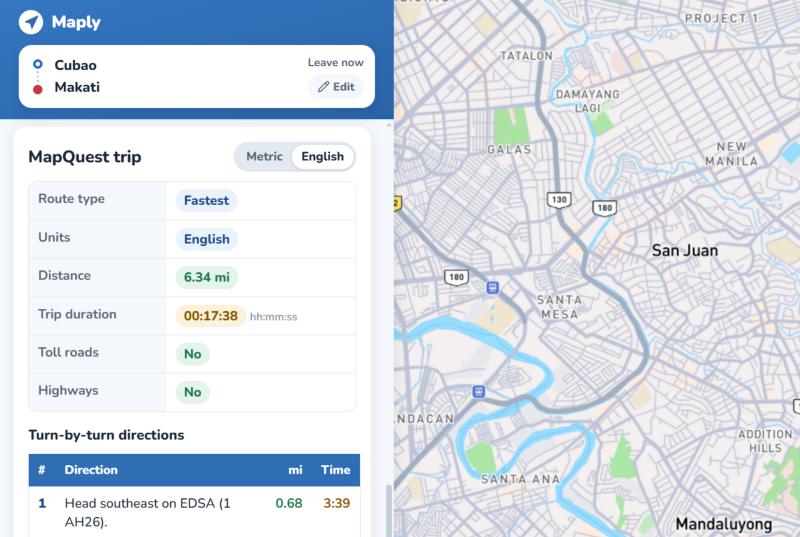 Maply
Cubao
Leave now
Makati
Edit
MapQuest trip
Metric
English
Route type
Fastest
Units
English
Distance
6.34 mi
Trip duration
00:17:38 hh:mm:ss
Toll roads
No
Highways
No
Turn-by-turn directions
# Direction mi Time
1 Head southeast on EDSA (1 0.68 3:39
AH26).
PROJECT 1
TATALON
DAMAYANG
LAGI
GALAS
NEW
MANILA
2
130
180
San Juan
180
SANTA
MESA
NDACAN
ADDITION
HILLS
SANTA ANA
Mandaluyong